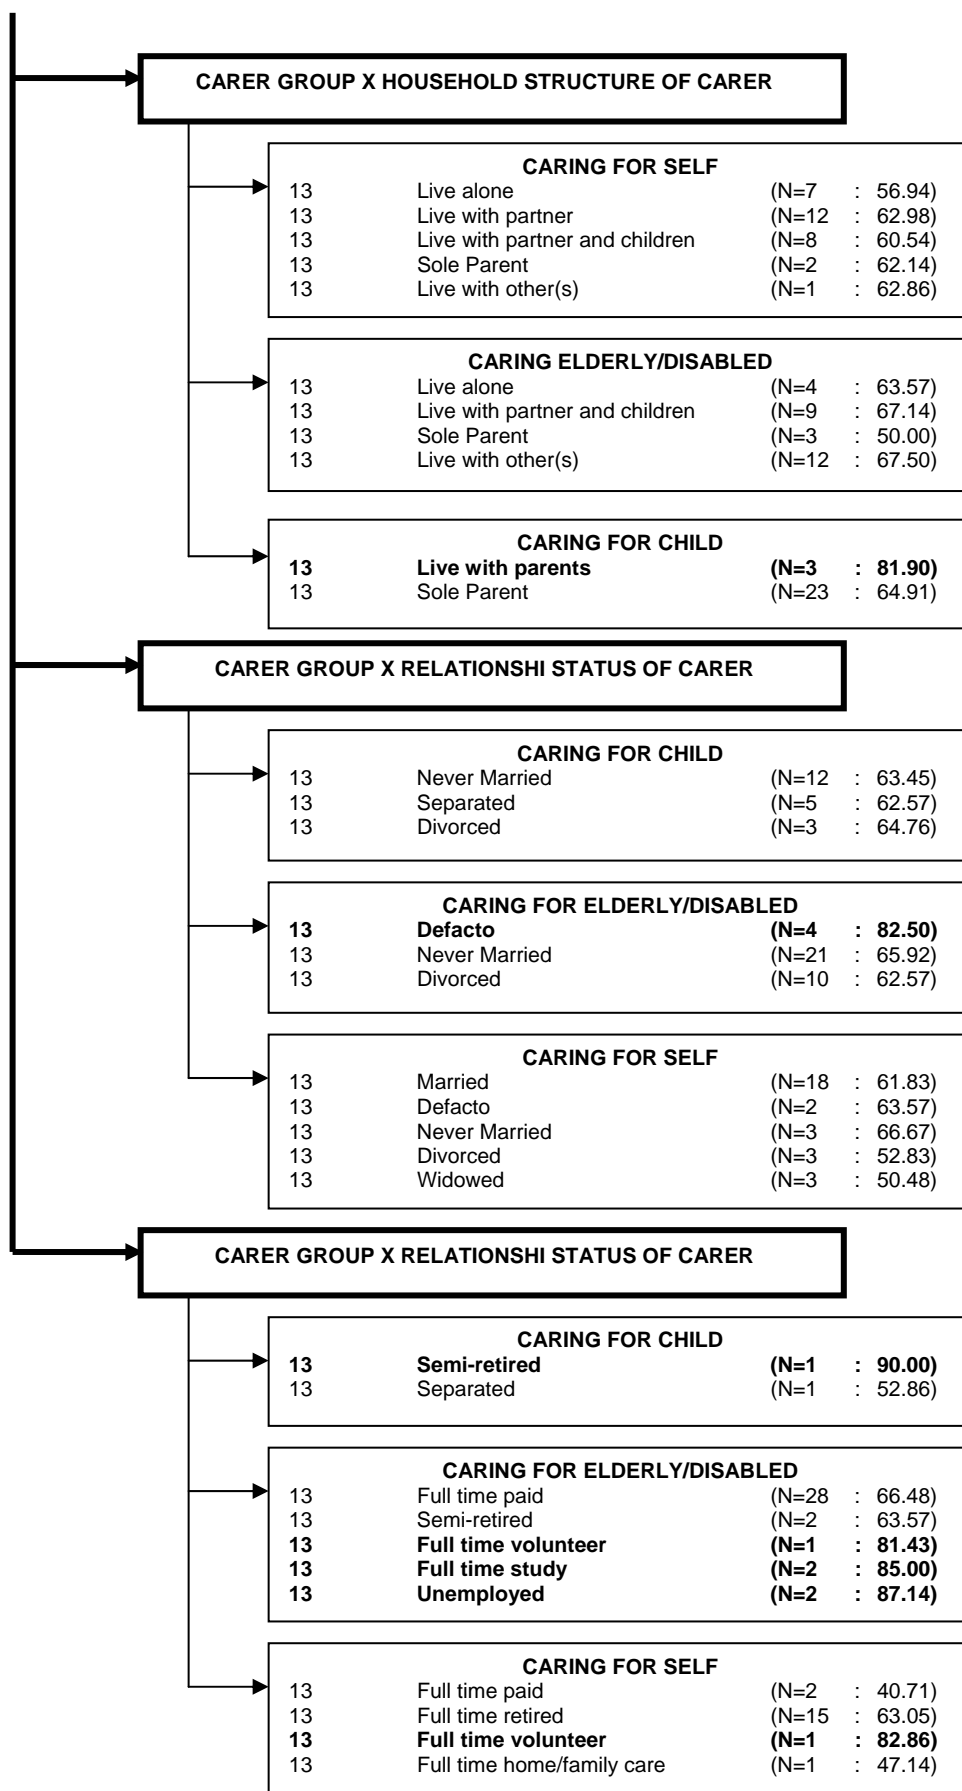 CARER GROUP X HOUSEHOLD STRUCTURE OF CARER
CARING FOR SELF
13 Live alone (N=7 : 56.94)
13 Live with partner (N=12 : 62.98)
13 Live with partner and children (N=8 : 60.54)
13 Sole Parent (N=2 : 62.14)
13 Live with other(s) (N=1 : 62.86)
CARING ELDERLY/DISABLED
13 Live alone (N=4 : 63.57)
13 Live with partner and children (N=9 : 67.14)
13 Sole Parent (N=3 : 50.00)
13 Live with other(s) (N=12 : 67.50)
CARING FOR CHILD
13 Live with parents (N=3 : 81.90)
13 Sole Parent (N=23 : 64.91)
CARER GROUP X RELATIONSHI STATUS OF CARER
CARING FOR CHILD
13 Never Married (N=12 : 63.45)
13 Separated (N=5 : 62.57)
13 Divorced (N=3 : 64.76)
CARING FOR ELDERLY/DISABLED
13 Defacto (N=4 : 82.50)
13 Never Married (N=21 : 65.92)
13 Divorced (N=10 : 62.57)
CARING FOR SELF
13 Married (N=18 : 61.83)
13 Defacto (N=2 : 63.57)
13 Never Married (N=3 : 66.67)
13 Divorced (N=3 : 52.83)
13 Widowed (N=3 : 50.48)
CARER GROUP X RELATIONSHI STATUS OF CARER
CARING FOR CHILD
13 Semi-retired (N=1 : 90.00)
13 Separated (N=1 : 52.86)
CARING FOR ELDERLY/DISABLED
13 Full time paid (N=28 : 66.48)
13 Semi-retired (N=2 : 63.57)
13 Full time volunteer (N=1 : 81.43)
13 Full time study (N=2 : 85.00)
13 Unemployed (N=2 : 87.14)
CARING FOR SELF
13 Full time paid (N=2 : 40.71)
13 Full time retired (N=15 : 63.05)
13 Full time volunteer (N=1 : 82.86)
13 Full time home/family care (N=1 : 47.14)